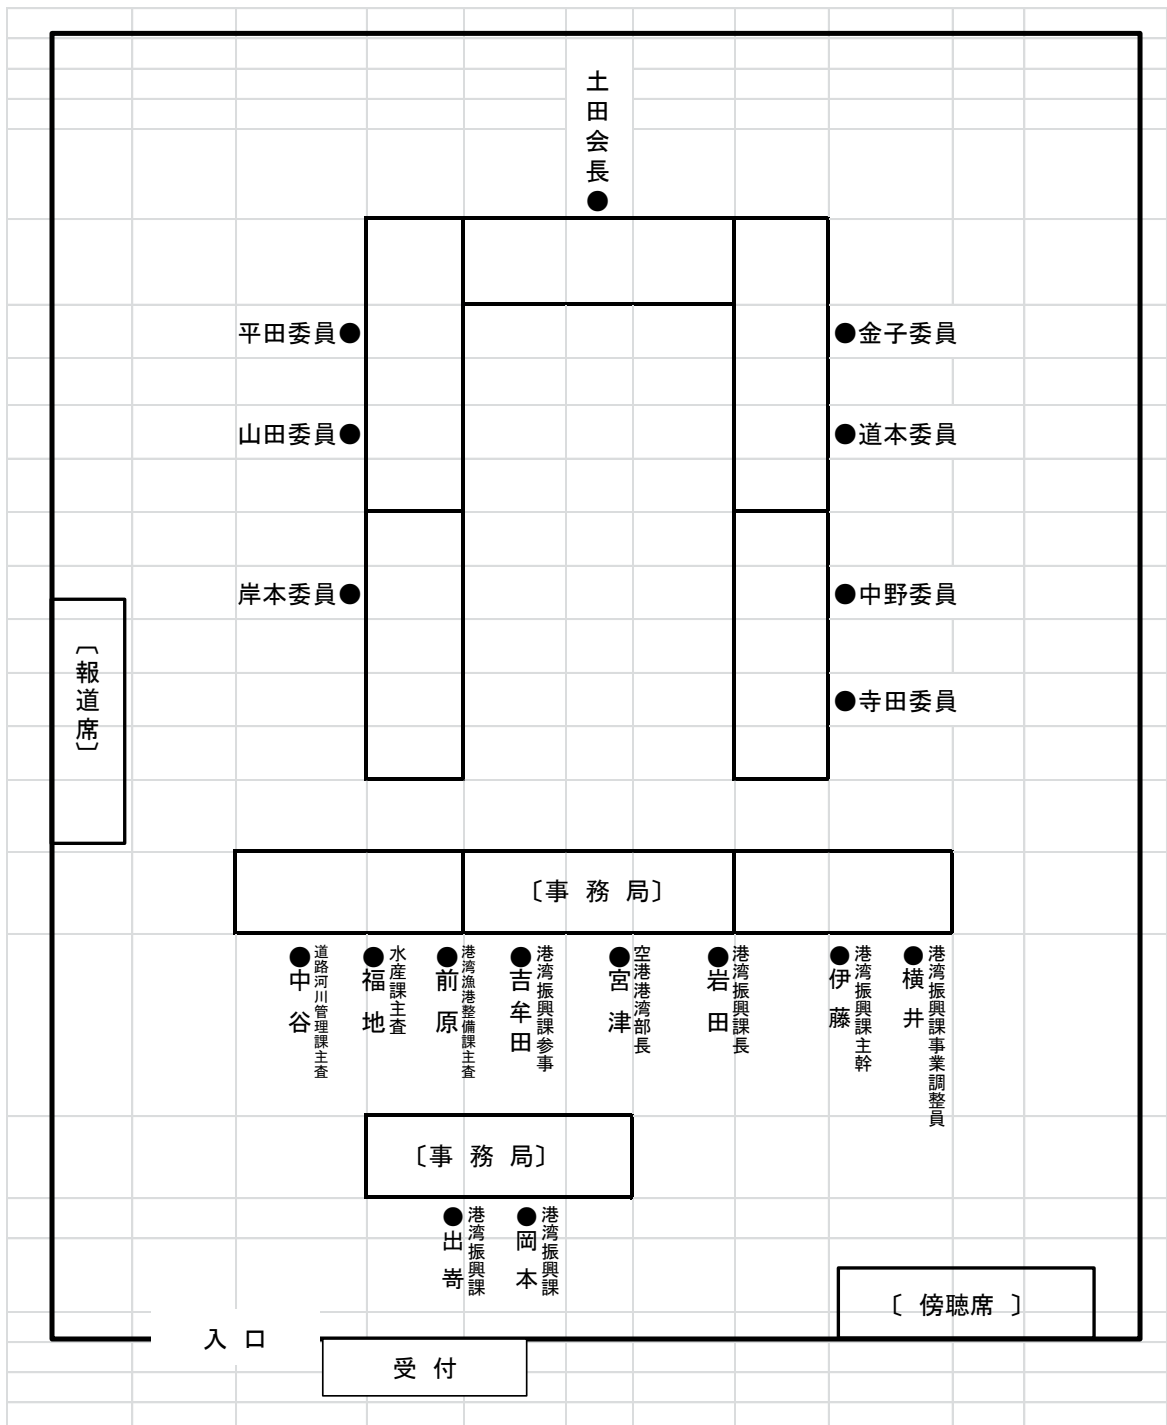 土田会長
●
平田委員●
●金子委員
山田委員●
●道本委員
岸本委員●
●中野委員
●寺田委員
〔報道席〕
〔事 務 局〕
●中 谷
道路河川管理課主査
●福 地
水産課主査
●前 原
港湾漁港整備課主査
●吉 牟 田
港湾振興課参事
●宮 津
空港港湾部長
●岩 田
港湾振興課長
●伊 藤
港湾振興課主幹
●横 井
港湾振興課事業調整員
〔事 務 局〕
●出 嵜
港湾振興課
●岡 本
港湾振興課
〔 傍聴席 〕
入 口
受 付